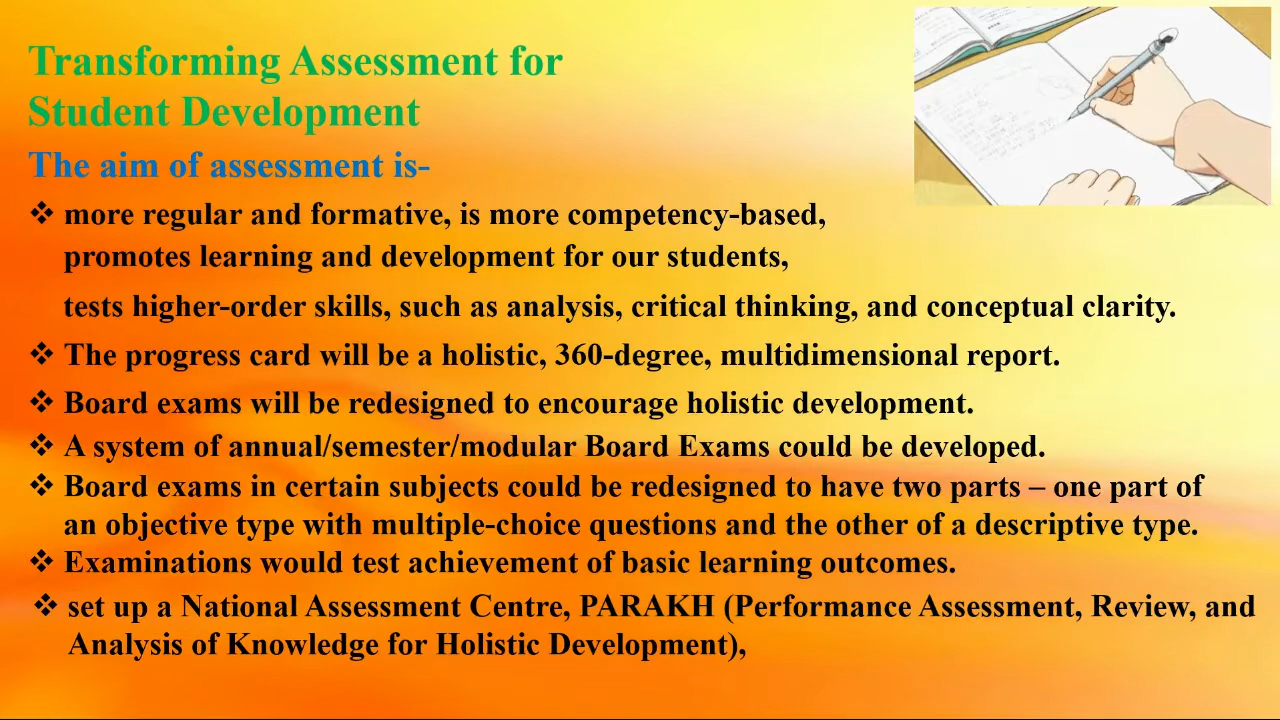 Transforming Assessment for
Student Development
The aim of assessment is-
❖ more regular and formative, is more competency-based,
promotes learning and development for our students,
tests higher-order skills, such as analysis, critical thinking, and conceptual clarity.
❖ The progress card will be a holistic, 360-degree, multidimensional report.
❖ Board exams will be redesigned to encourage holistic development.
❖ A system of annual/semester/modular Board Exams could be developed.
❖ Board exams in certain subjects could be redesigned to have two parts – one part of
an objective type with multiple-choice questions and the other of a descriptive type.
❖ Examinations would test achievement of basic learning outcomes.
❖ set up a National Assessment Centre, PARAKH (Performance Assessment, Review, and
Analysis of Knowledge for Holistic Development),